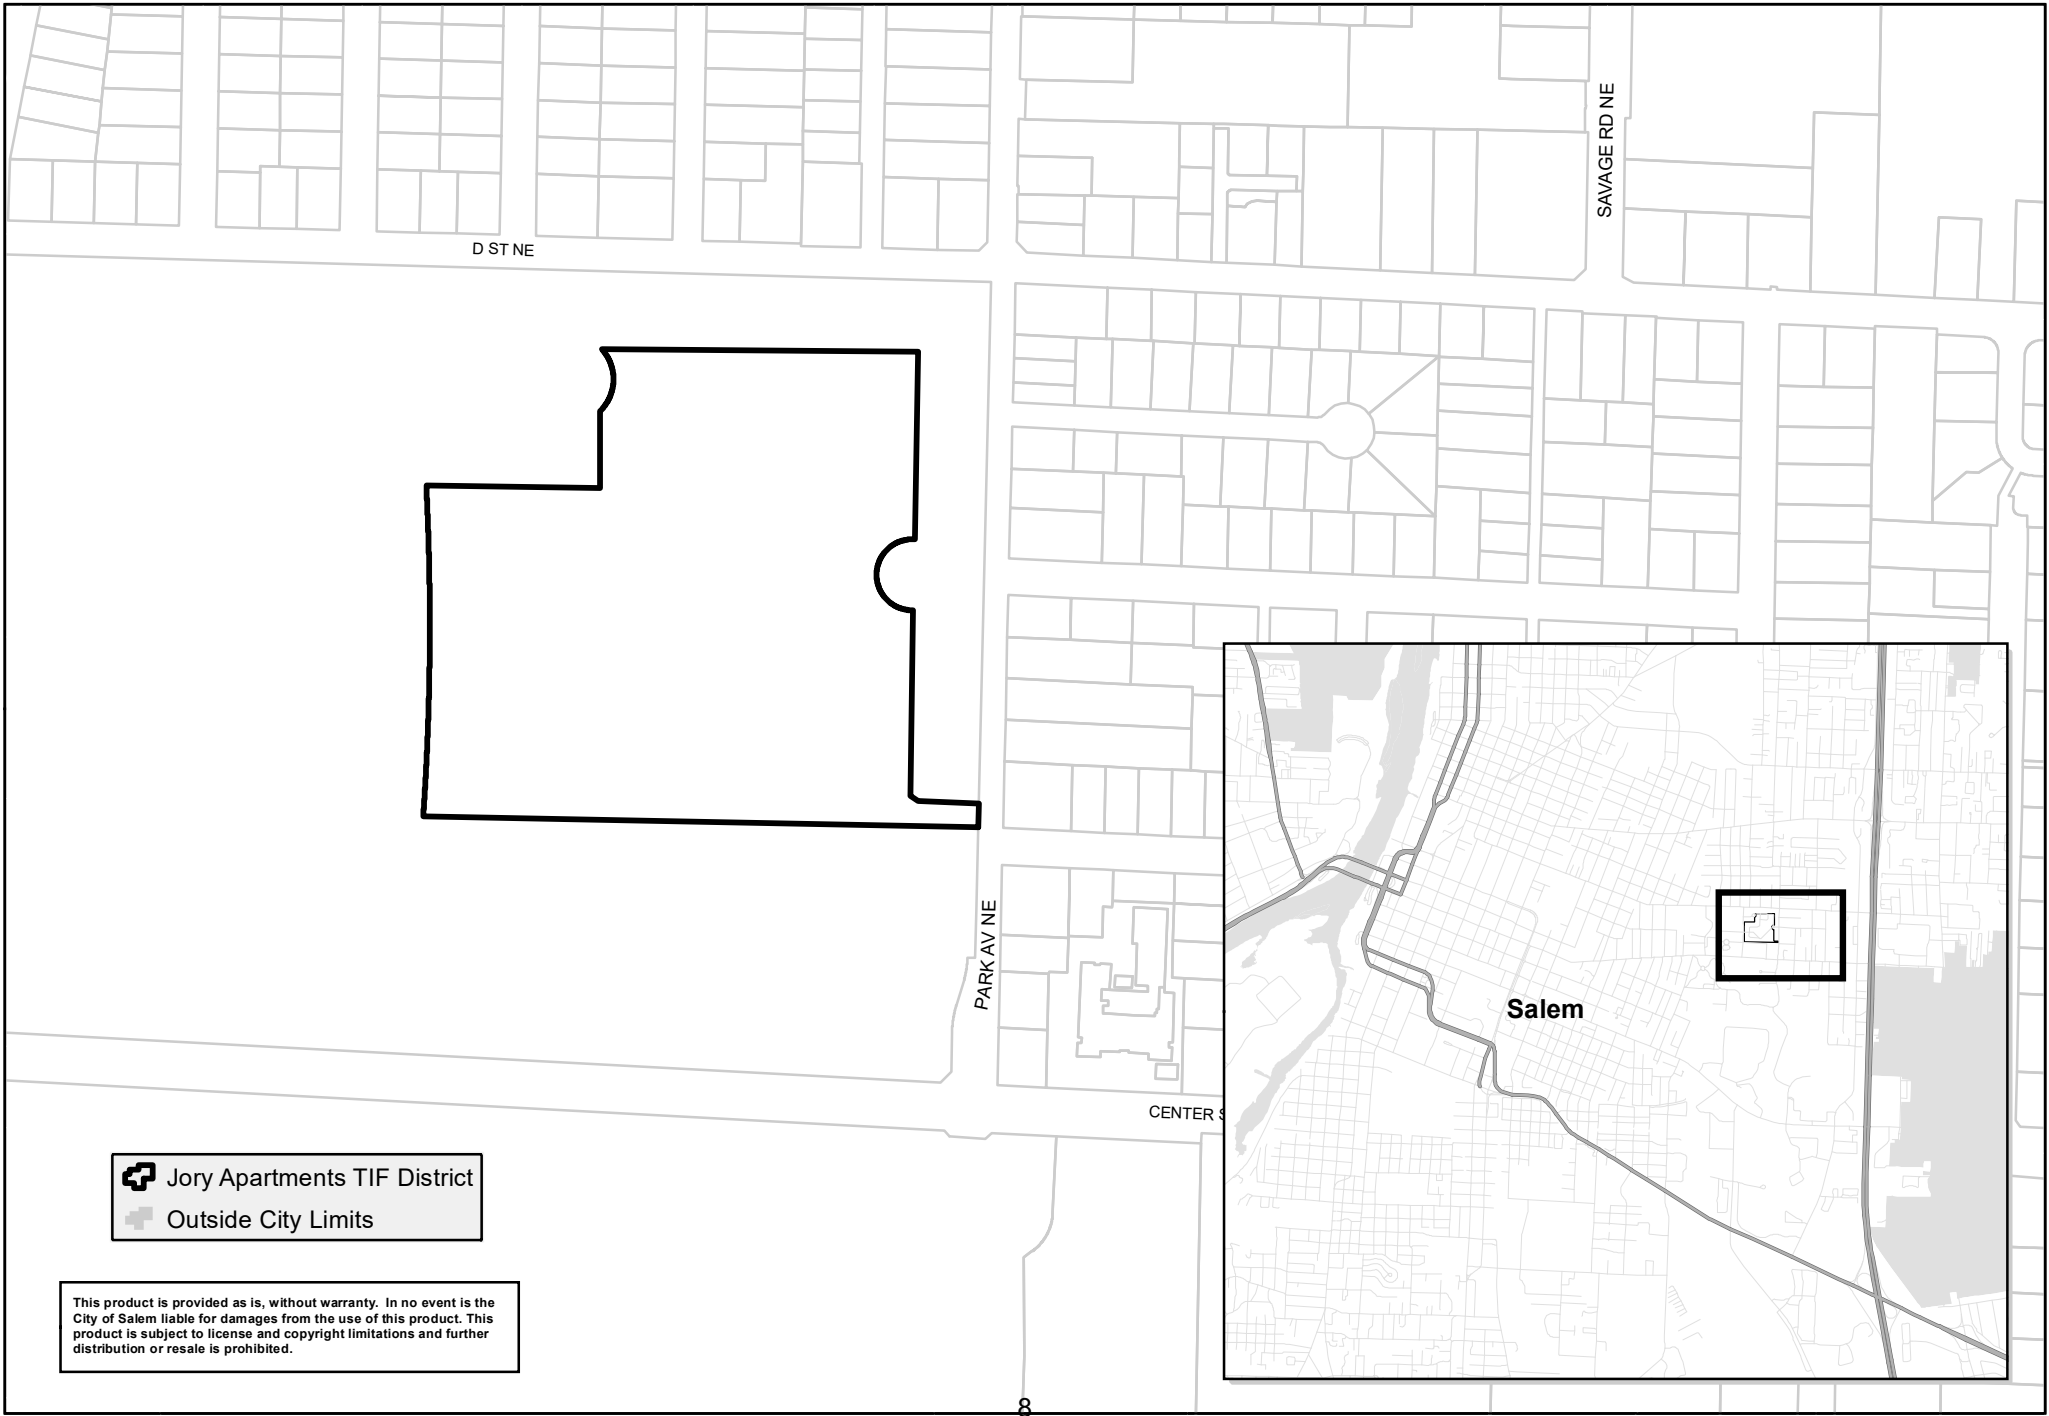 SAVAGE RD NE
D ST NE
PARK AV NE
Salem
CENTER S
Jory Apartments TIF District
Outside City Limits
This product is provided as is, without warranty. In no event is the
City of Salem liable for damages from the use of this product. This
product is subject to license and copyright limitations and further
distribution or resale is prohibited.
8